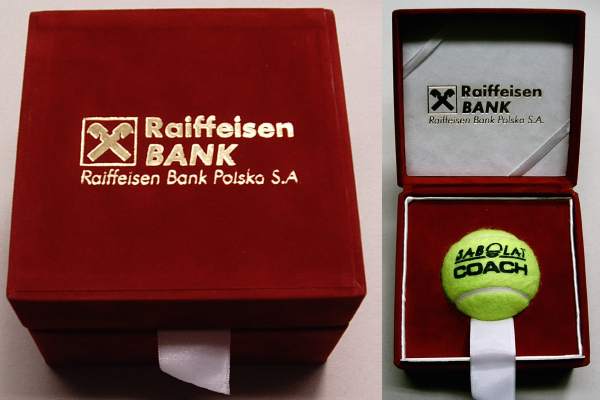 Raiffeisen
BANK
Raiffeisen Bank Polska S.A
Raiffeisen
BANK
Raiffeisen Bank Polska S.A.
BABOLAT
COACH